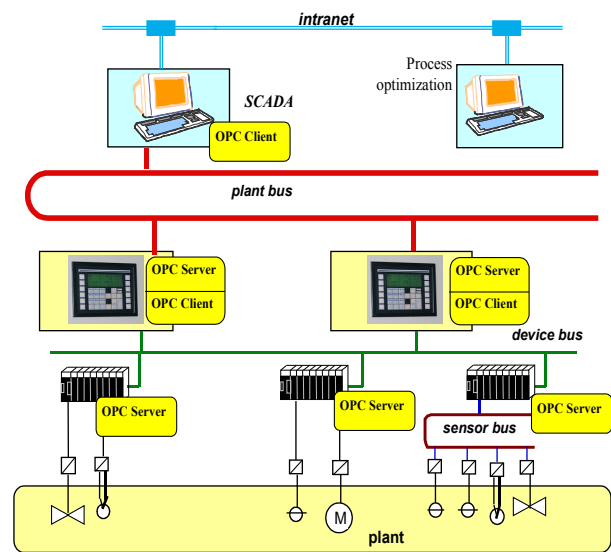 intranet
Process
optimization
SCADA
OPC Client
plant bus
OPC Server
OPC Client
OPC Server
OPC Client
device bus
OPC Server
OPC Server
OPC Server
sensor bus
M
plant